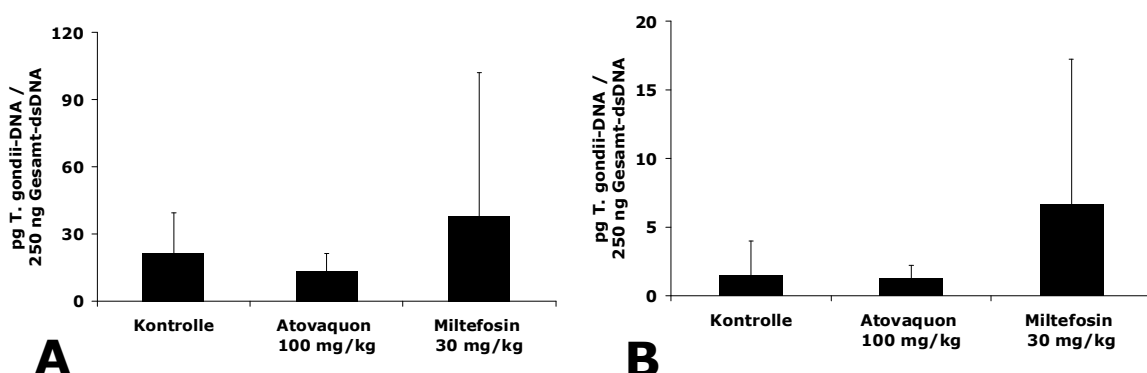 pg T. gondii-DNA /
250 ng Gesamt-dsDNA
120
90
60
30
0
Kontrolle
Atovaquon
100 mg/kg
Miltefosin
30 mg/kg
A
pg T. gondii-DNA /
250 ng Gesamt-dsDNA
20
15
10
5
0
Kontrolle
Atovaquon
100 mg/kg
Miltefosin
30 mg/kg
B